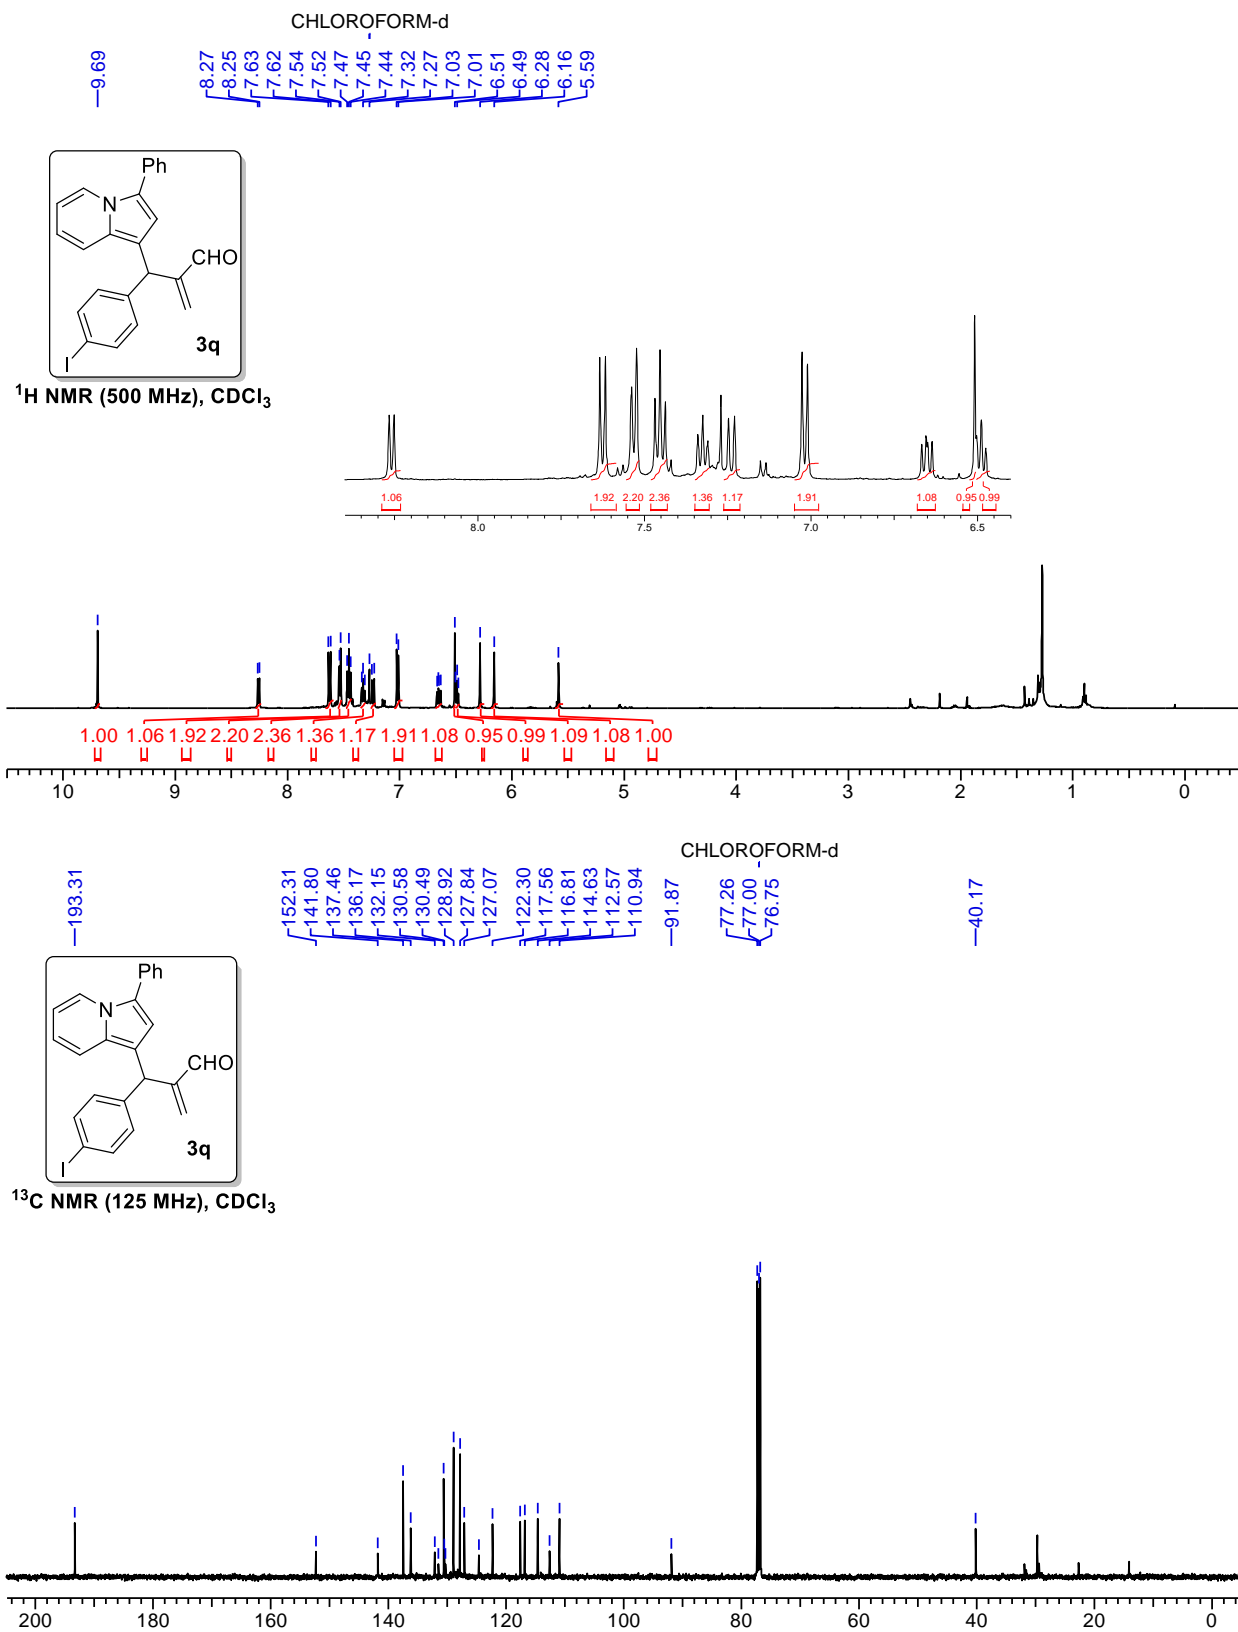 CHLOROFORM-d
9.69
8.27
8.25
7.63
7.62
7.54
7.52
7.47
7.45
7.44
7.32
7.27
7.03
7.01
6.51
6.49
6.28
6.16
5.59
Ph
N
CHO
I
3q
¹H NMR (500 MHz), CDCl₃
1.06 1.92 2.20 2.36 1.36 1.17 1.91 1.08 0.95 0.99
8.0 7.5 7.0 6.5
1.00 1.06 1.92 2.20 2.36 1.36 1.17 1.91 1.08 0.95 0.99 1.09 1.08 1.00
10 9 8 7 6 5 4 3 2 1 0
CHLOROFORM-d
193.31
152.31
141.80
137.46
136.17
132.15
130.58
130.49
128.92
127.84
127.07
122.30
117.56
116.81
114.63
112.57
110.94
91.87
77.26
77.00
76.75
40.17
Ph
N
CHO
I
3q
¹³C NMR (125 MHz), CDCl₃
200 180 160 140 120 100 80 60 40 20 0